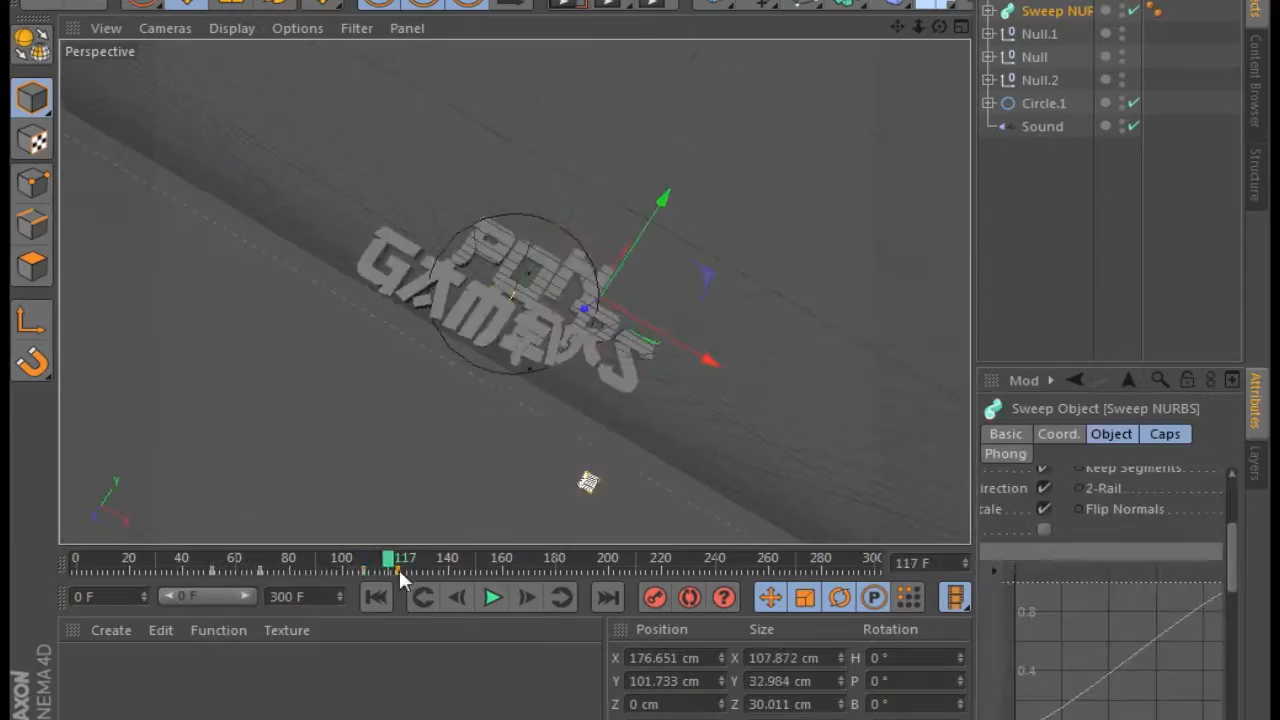 View Cameras Display Options Filter Panel
Perspective
Sweep NUR
Null.1
Null
Null.2
Circle.1
Sound
Content Browser
Structure
Attributes
Layers
Mod
Sweep Object [Sweep NURBS]
Basic Coord. Object Caps
Phong
Keep Segments
irection 2-Rail
cale Flip Normals
0.8
0.4
GAMERS
Y
0 20 40 60 80 100 117 140 160 180 200 220 240 260 280 300 117 F
0 F 0 F 300 F
Create Edit Function Texture
Position Size Rotation
X 176.651 cm X 107.872 cm H 0 °
Y 101.733 cm Y 32.984 cm P 0 °
Z 0 cm Z 30.011 cm B 0 °
AXON
NEMA 4D